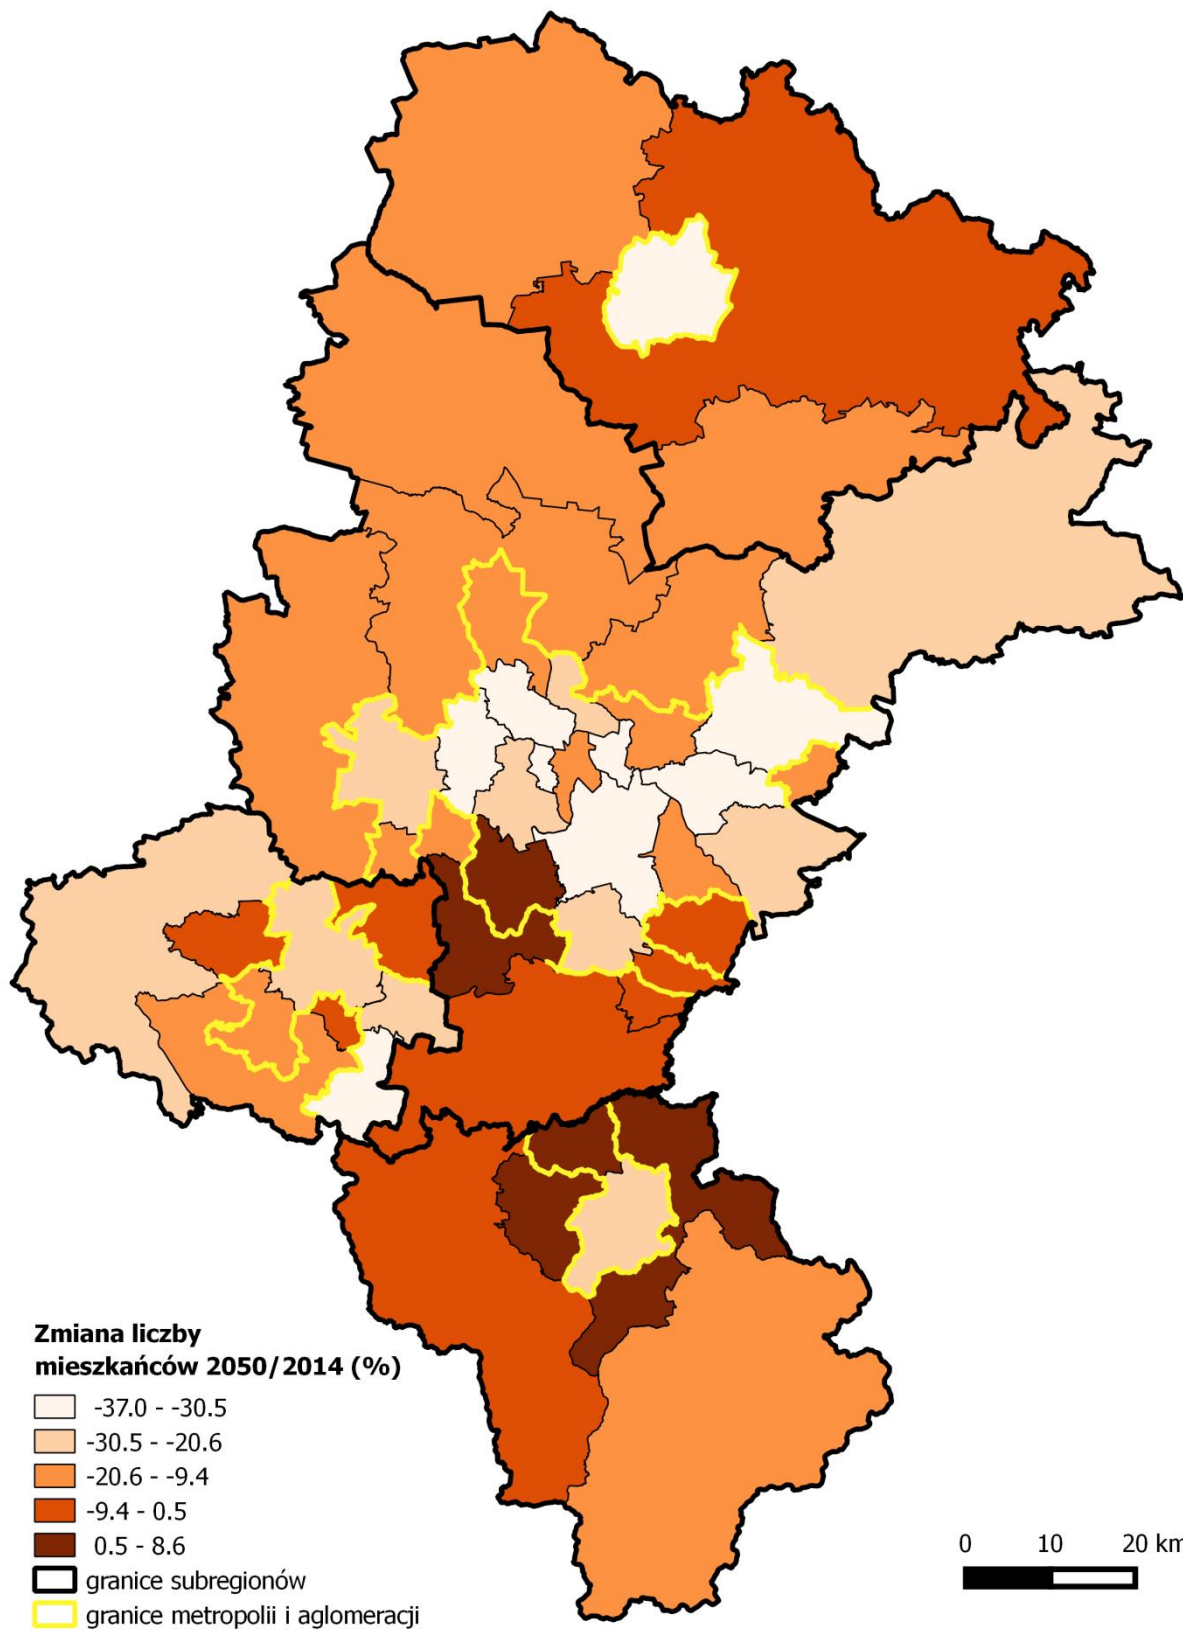 Zmiana liczby
mieszkańców 2050/2014 (%)
-37.0 - -30.5
-30.5 - -20.6
-20.6 - -9.4
-9.4 - 0.5
0.5 - 8.6
granice subregionów
granice metropolii i aglomeracji
0 10 20 km